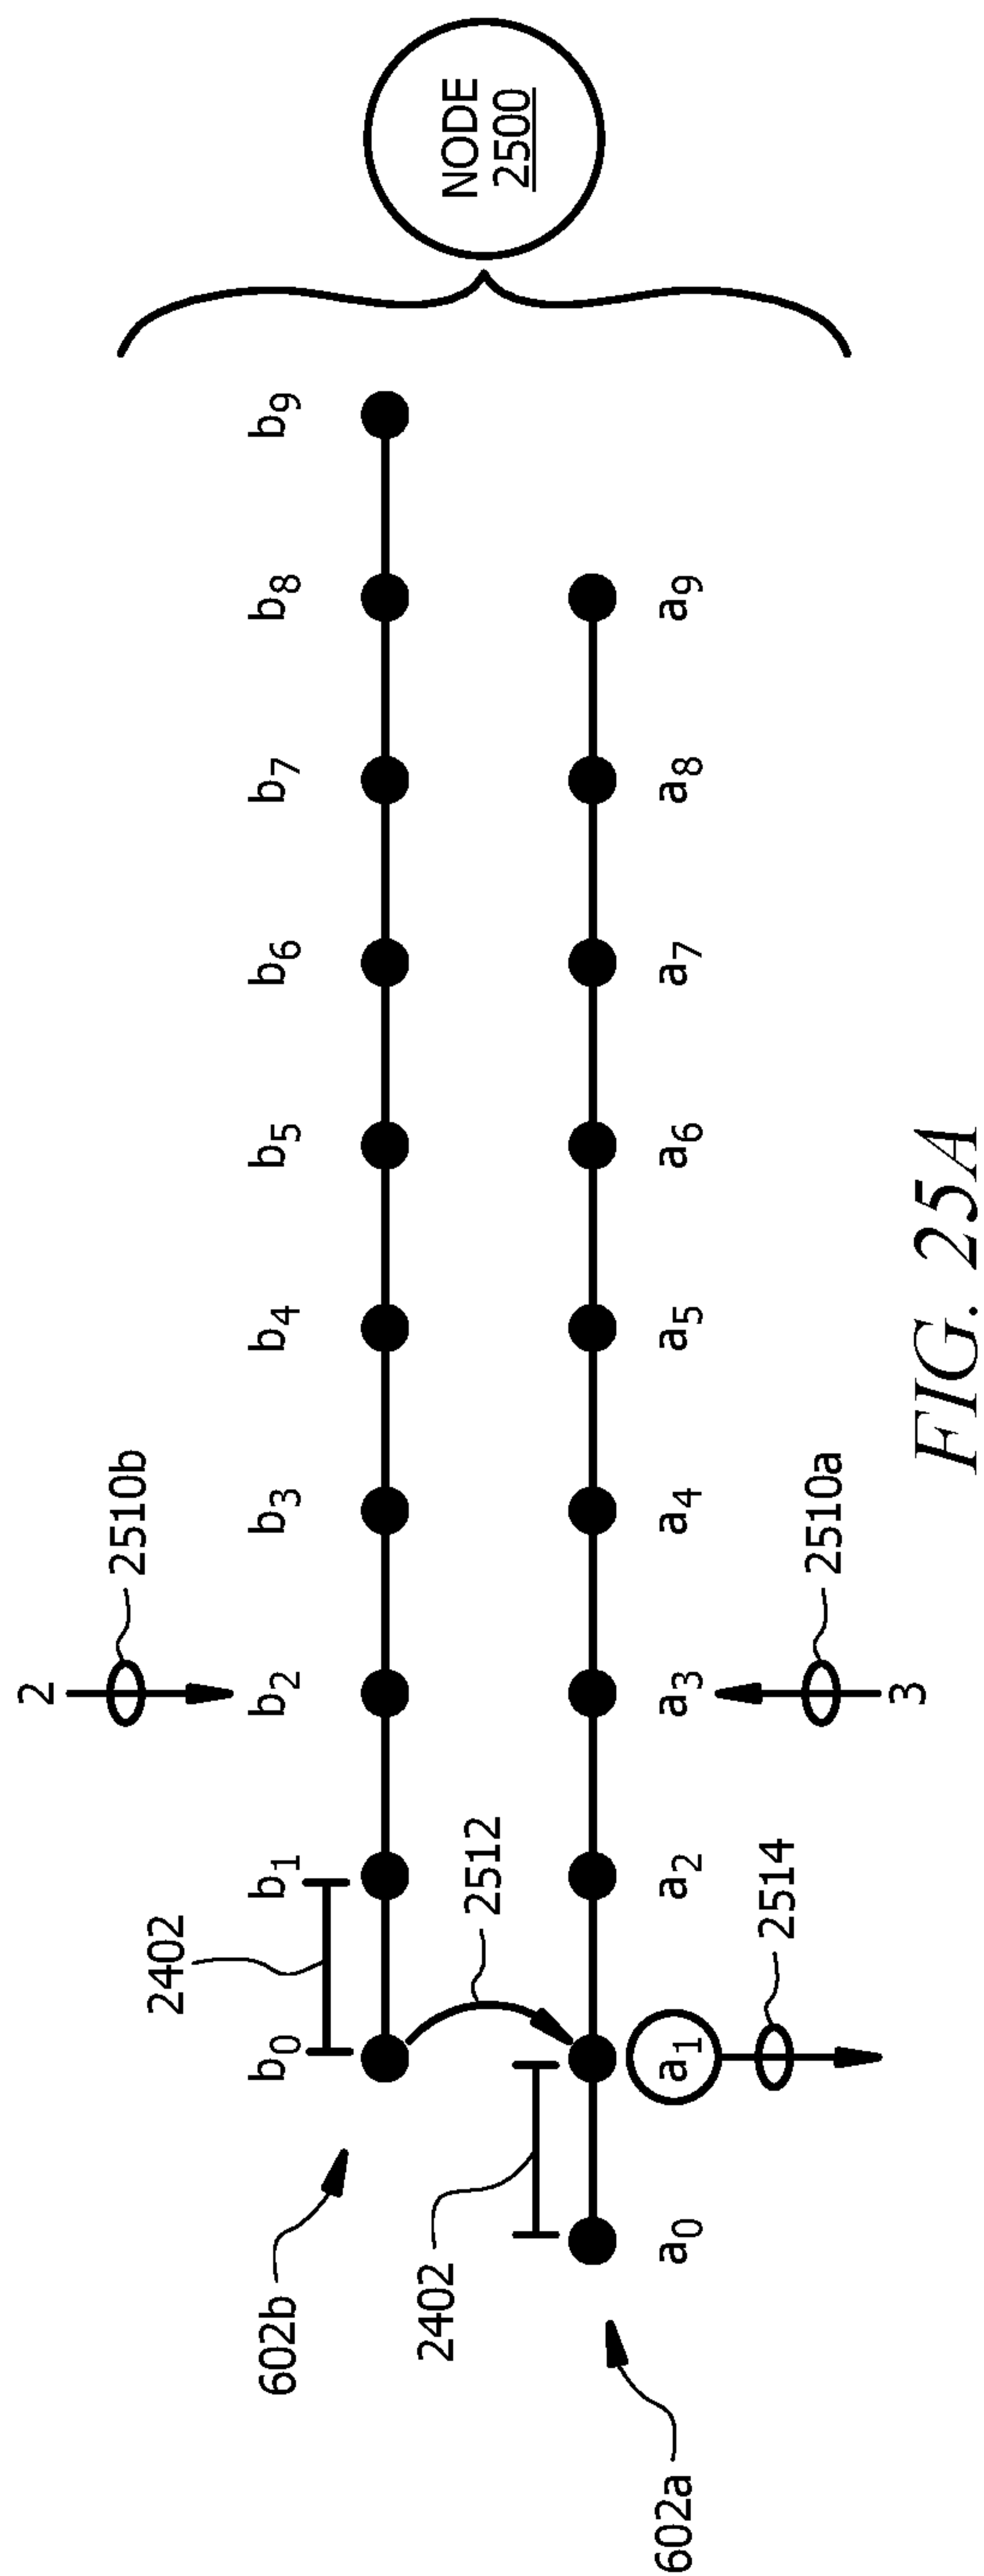 2
2510b
b₀ b₁ b₂ b₃ b₄ b₅ b₆ b₇ b₈ b₉
2402
602b
2512
NODE
2500
2402
602a
a₀ a₁ a₂ a₃ a₄ a₅ a₆ a₇ a₈ a₉
2514
2510a
3
FIG. 25A